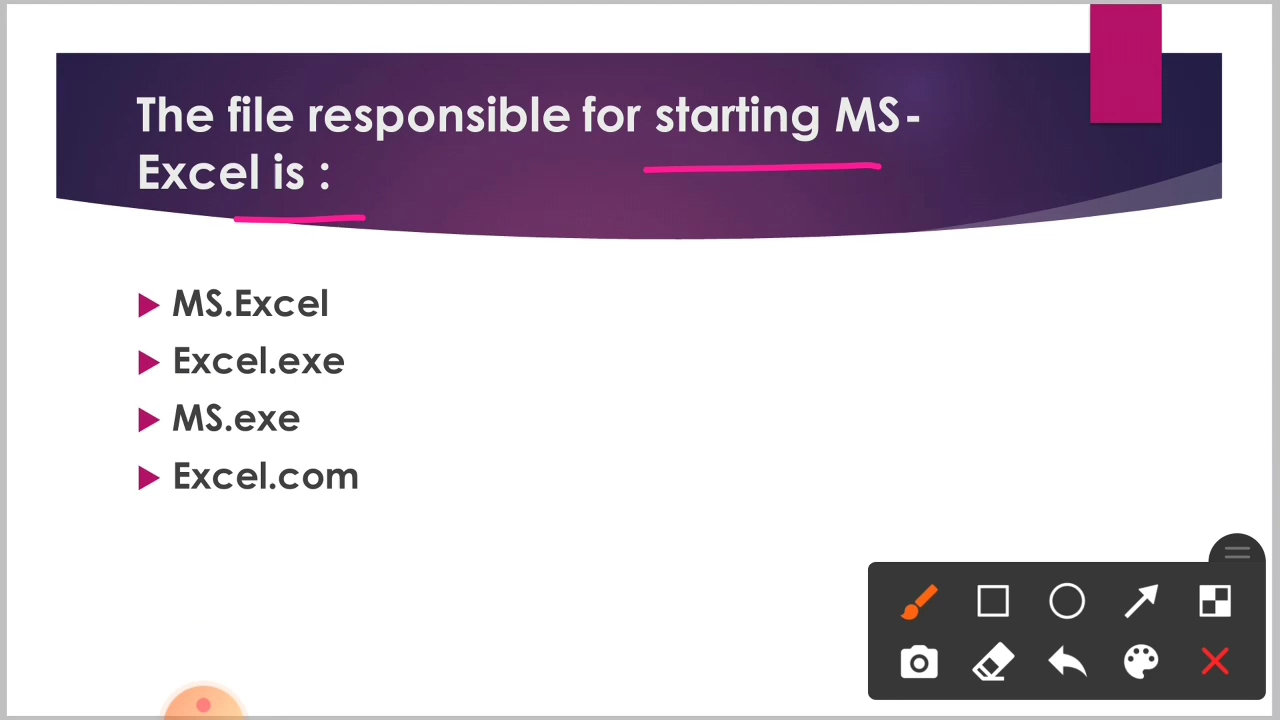 The file responsible for starting MS-
Excel is :
MS.Excel
Excel.exe
MS.exe
Excel.com